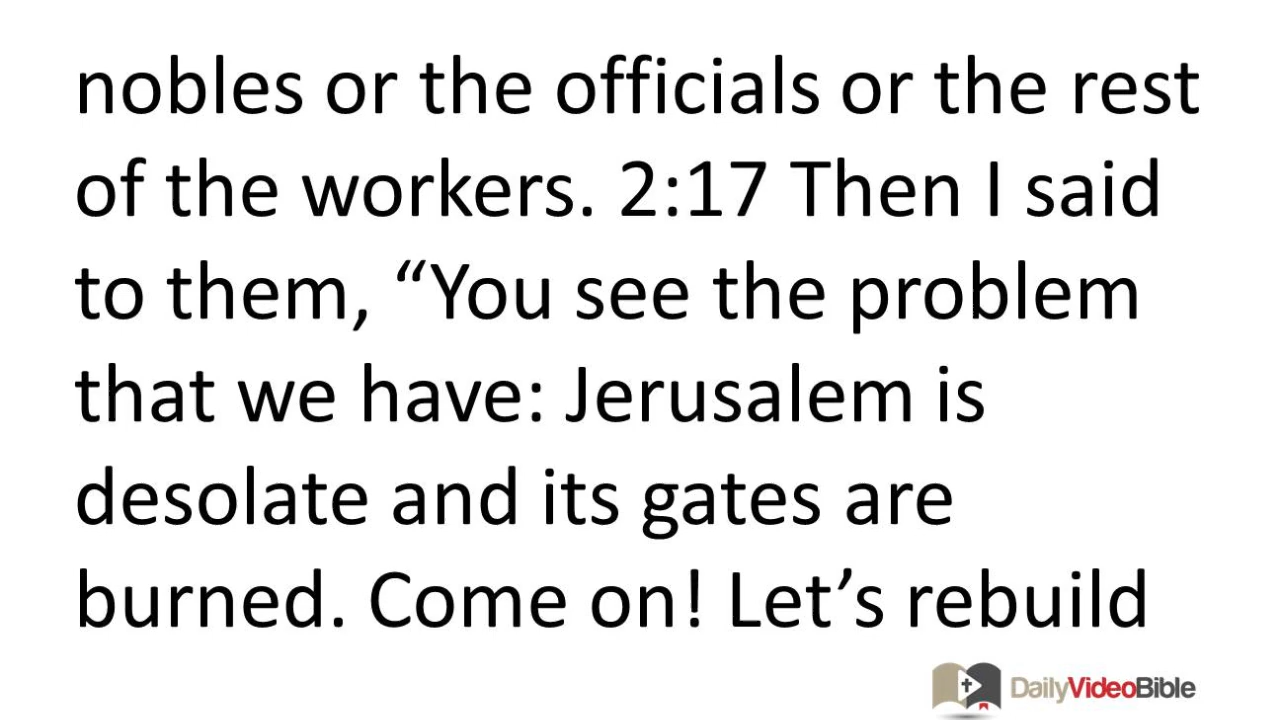 nobles or the officials or the rest
of the workers. 2:17 Then I said
to them, “You see the problem
that we have: Jerusalem is
desolate and its gates are
burned. Come on! Let’s rebuild
DailyVideoBible